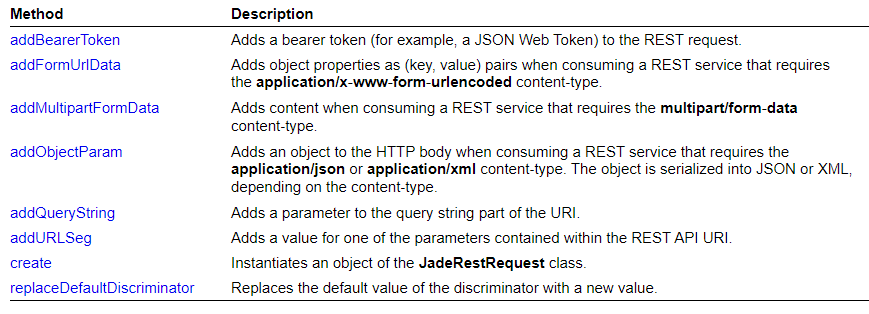 Method Description
addBearerToken Adds a bearer token (for example, a JSON Web Token) to the REST request.
addFormUrlData Adds object properties as (key, value) pairs when consuming a REST service that requires
the application/x-www-form-urlencoded content-type.
addMultipartFormData Adds content when consuming a REST service that requires the multipart/form-data
content-type.
addObjectParam Adds an object to the HTTP body when consuming a REST service that requires the
application/json or application/xml content-type. The object is serialized into JSON or XML,
depending on the content-type.
addQueryString Adds a parameter to the query string part of the URI.
addURLSeg Adds a value for one of the parameters contained within the REST API URI.
create Instantiates an object of the JadeRestRequest class.
replaceDefaultDiscriminator Replaces the default value of the discriminator with a new value.